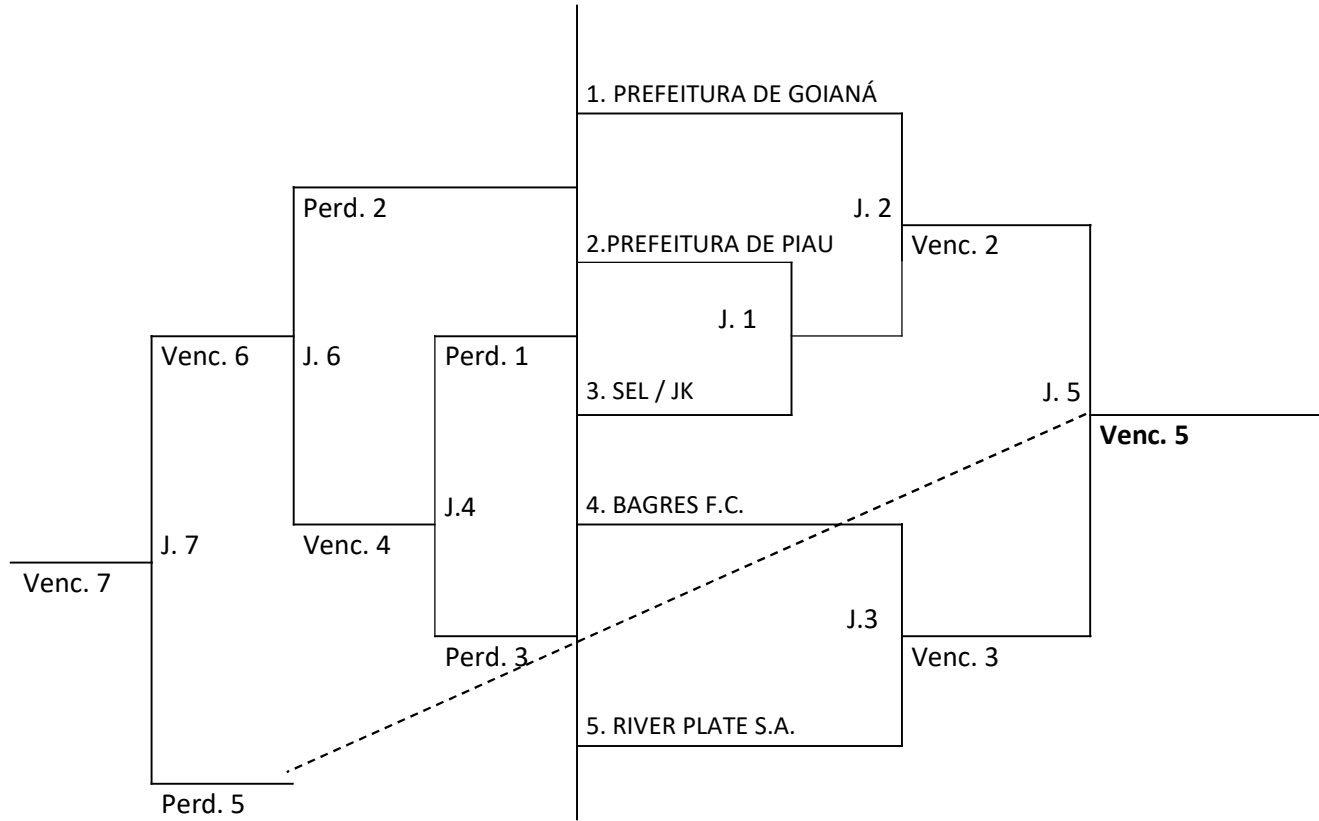 1. PREFEITURA DE GOIANÁ
Perd. 2
J. 2
2.PREFEITURA DE PIAU
Venc. 2
J. 1
Venc. 6
J. 6
Perd. 1
3. SEL / JK
J. 5
Venc. 5
J.4
4. BAGRES F.C.
J. 7
Venc. 4
Venc. 7
J.3
Perd. 3
Venc. 3
5. RIVER PLATE S.A.
Perd. 5